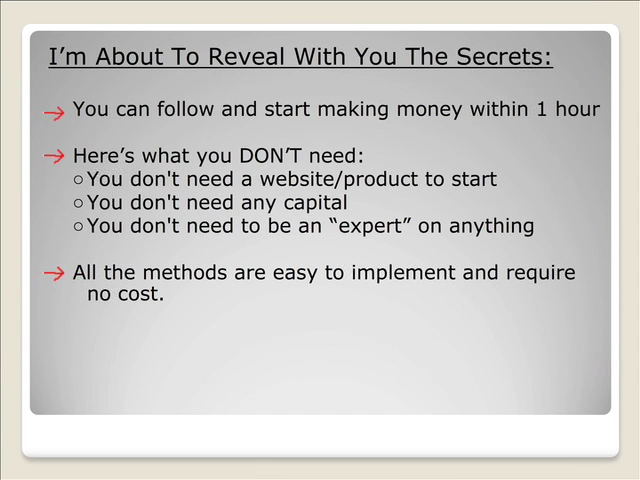 I’m About To Reveal With You The Secrets:
You can follow and start making money within 1 hour
Here’s what you DON’T need:
You don't need a website/product to start
You don't need any capital
You don't need to be an “expert” on anything
All the methods are easy to implement and require
no cost.